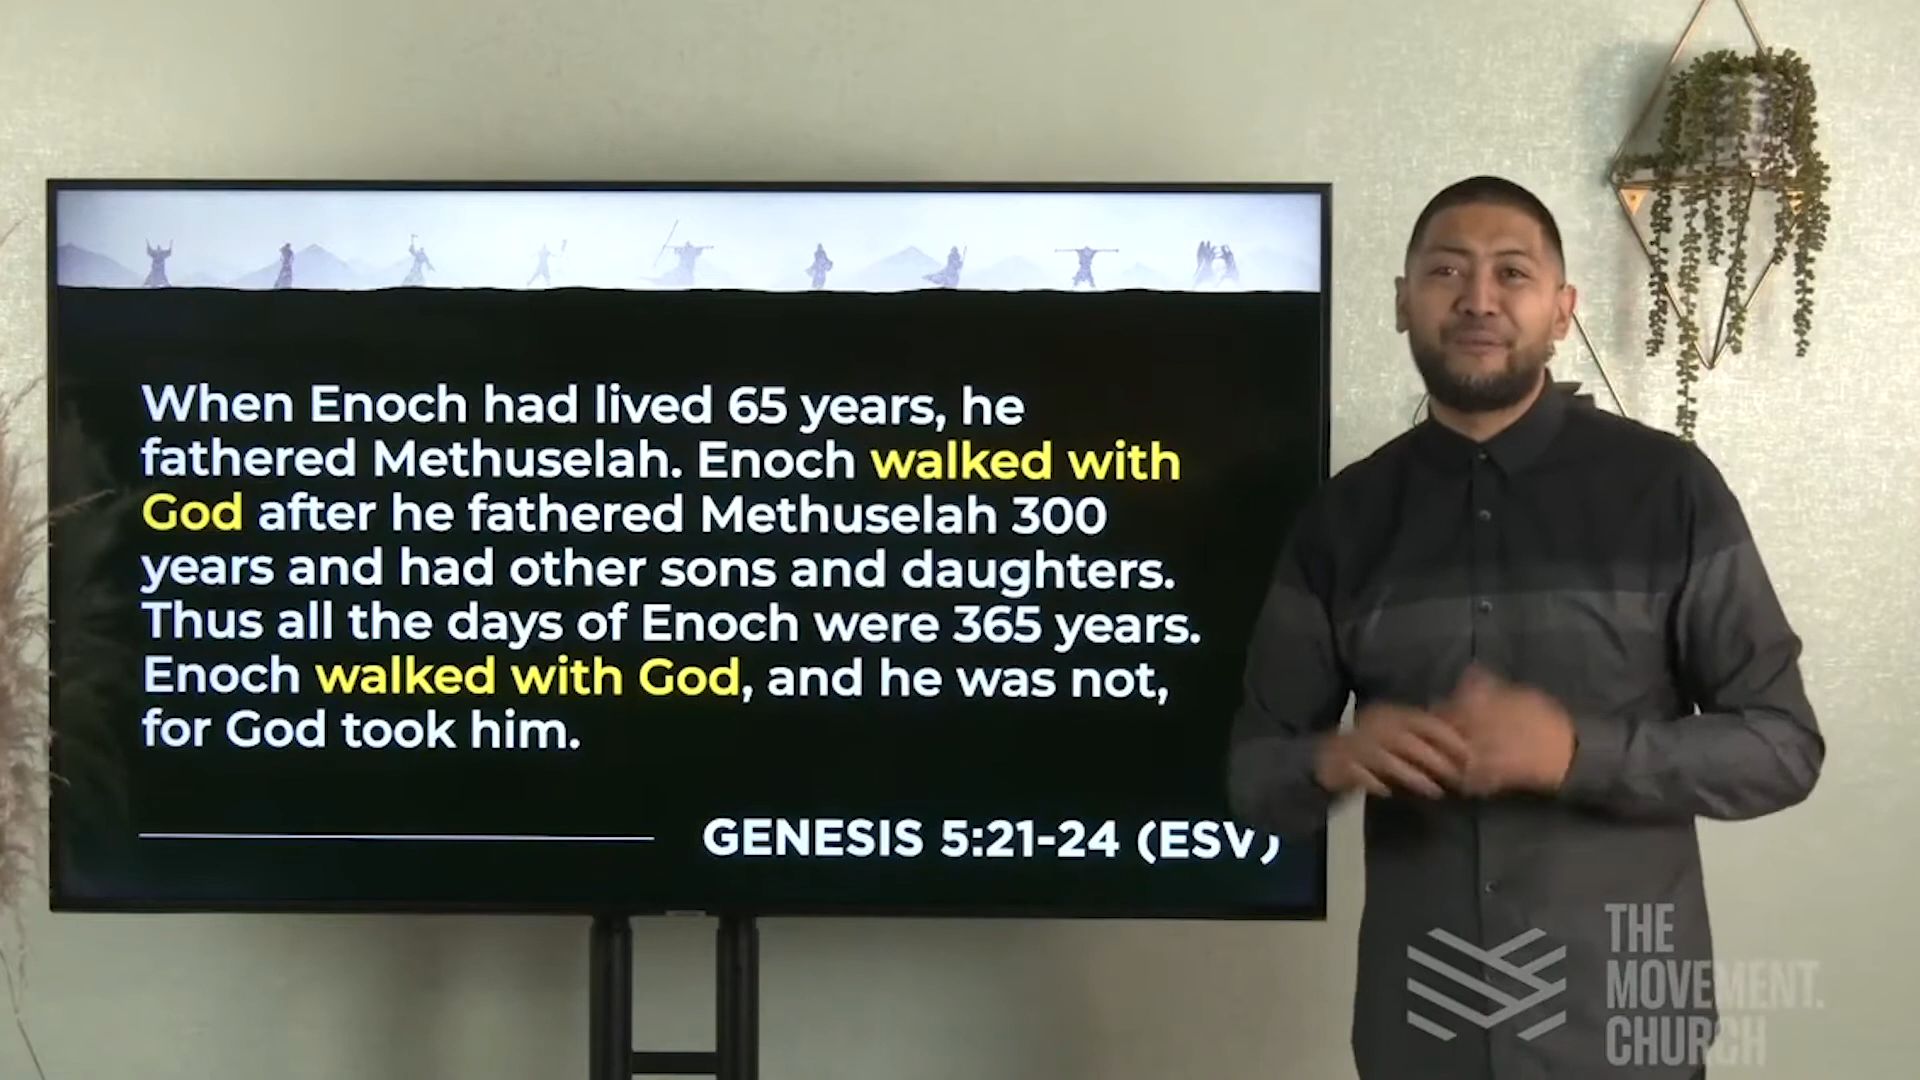 When Enoch had lived 65 years, he
fathered Methuselah. Enoch walked with
God after he fathered Methuselah 300
years and had other sons and daughters.
Thus all the days of Enoch were 365 years.
Enoch walked with God, and he was not,
for God took him.
GENESIS 5:21-24 (ESV)
THE
MOVEMENT.
CHURCH